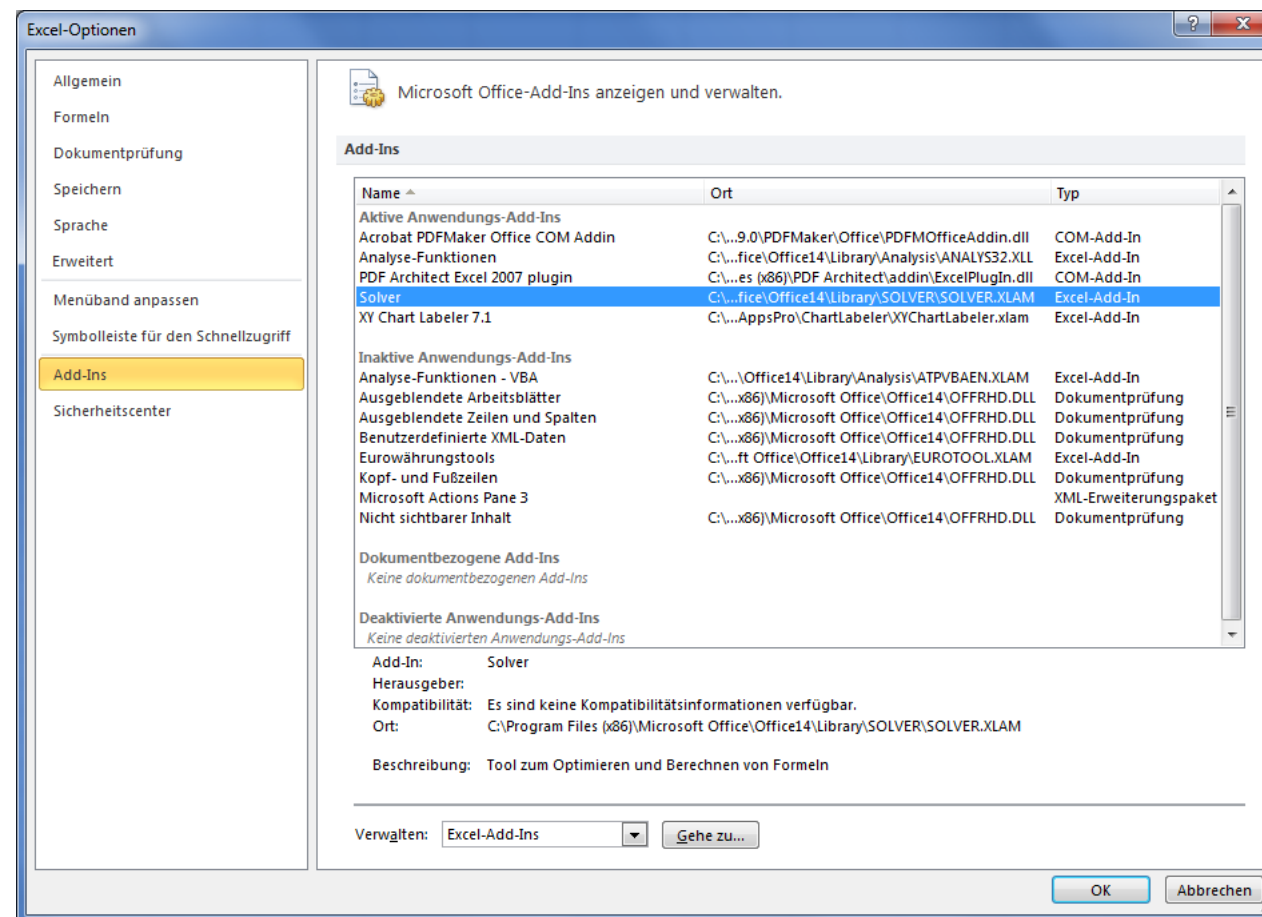 Excel-Optionen
Allgemein
Formeln
Dokumentprüfung
Speichern
Sprache
Erweitert
Menüband anpassen
Symbolleiste für den Schnellzugriff
Add-Ins
Sicherheitscenter
Microsoft Office-Add-Ins anzeigen und verwalten.
Add-Ins
Name Ort Typ
Aktive Anwendungs-Add-Ins
Acrobat PDFMaker Office COM Addin C:\...9.0\PDFMaker\Office\PDFMOfficeAddin.dll COM-Add-In
Analyse-Funktionen C:\...fice\Office14\Library\Analysis\ANALYS32.XLL Excel-Add-In
PDF Architect Excel 2007 plugin C:\...es (x86)\PDF Architect\addin\ExcelPlugIn.dll COM-Add-In
Solver C:\...fice\Office14\Library\SOLVER\SOLVER.XLAM Excel-Add-In
XY Chart Labeler 7.1 C:\...AppsPro\ChartLabeler\XYChartLabeler.xlam Excel-Add-In
Inaktive Anwendungs-Add-Ins
Analyse-Funktionen - VBA C:\...\Office14\Library\Analysis\ATPVBAEN.XLAM Excel-Add-In
Ausgeblendete Arbeitsblätter C:\...x86)\Microsoft Office\Office14\OFFRHD.DLL Dokumentprüfung
Ausgeblendete Zeilen und Spalten C:\...x86)\Microsoft Office\Office14\OFFRHD.DLL Dokumentprüfung
Benutzerdefinierte XML-Daten C:\...x86)\Microsoft Office\Office14\OFFRHD.DLL Dokumentprüfung
Eurowährungstools C:\...ft Office\Office14\Library\EUROTOOL.XLAM Excel-Add-In
Kopf- und Fußzeilen C:\...x86)\Microsoft Office\Office14\OFFRHD.DLL Dokumentprüfung
Microsoft Actions Pane 3 XML-Erweiterungspaket
Nicht sichtbarer Inhalt C:\...x86)\Microsoft Office\Office14\OFFRHD.DLL Dokumentprüfung
Dokumentbezogene Add-Ins
Keine dokumentbezogenen Add-Ins
Deaktivierte Anwendungs-Add-Ins
Keine deaktivierten Anwendungs-Add-Ins
Add-In: Solver
Herausgeber:
Kompatibilität: Es sind keine Kompatibilitätsinformationen verfügbar.
Ort: C:\Program Files (x86)\Microsoft Office\Office14\Library\SOLVER\SOLVER.XLAM
Beschreibung: Tool zum Optimieren und Berechnen von Formeln
Verwalten: Excel-Add-Ins Gehe zu...
OK Abbrechen